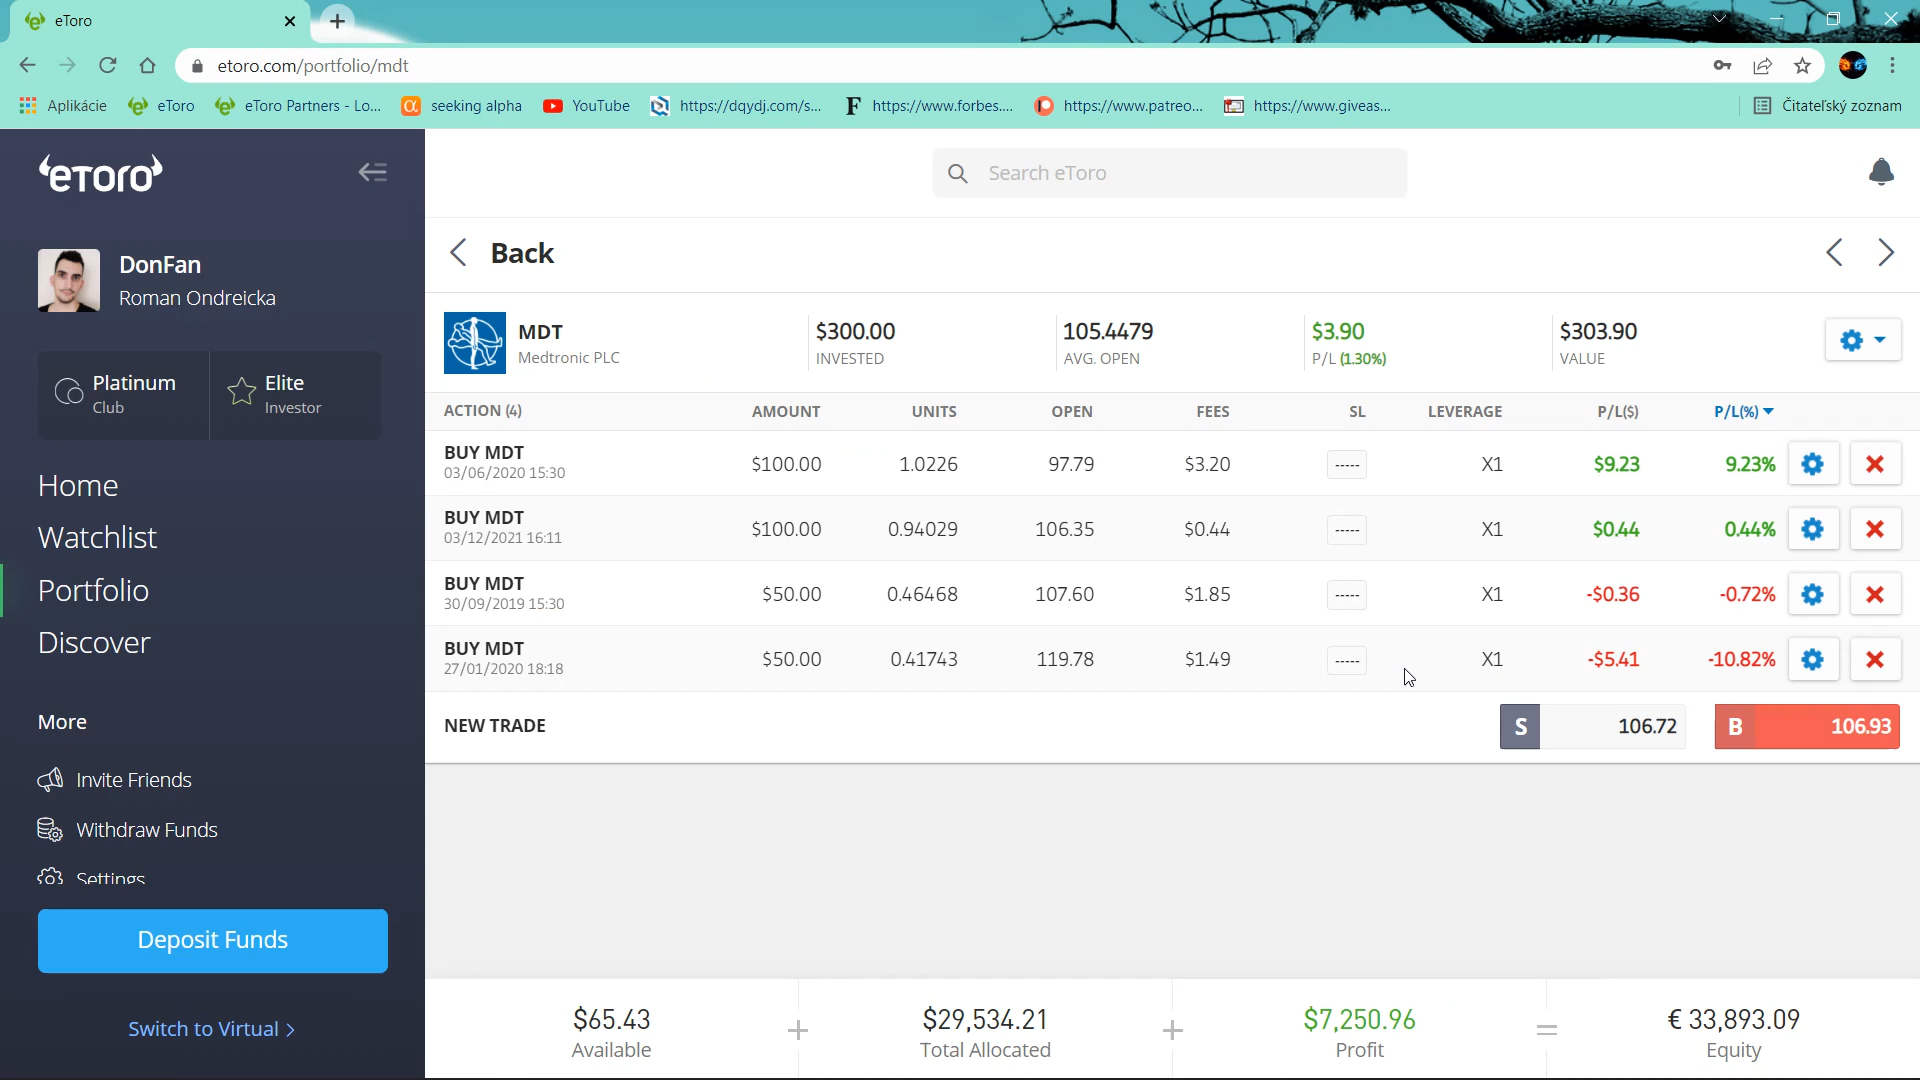 eToro
etoro.com/portfolio/mdt
Aplikácie
eToro
eToro Partners - Lo...
seeking alpha
YouTube
https://dqydj.com/s...
https://www.forbes....
https://www.patreo...
https://www.giveas...
Čitateľský zoznam
eTORO
Search eToro
DonFan
Roman Ondreicka
Platinum
Club
Elite
Investor
Home
Watchlist
Portfolio
Discover
More
Invite Friends
Withdraw Funds
Settings
Deposit Funds
Switch to Virtual >
Back
MDT
Medtronic PLC
$300.00
INVESTED
105.4479
AVG. OPEN
$3.90
P/L (1.30%)
$303.90
VALUE
ACTION (4) AMOUNT UNITS OPEN FEES SL LEVERAGE P/L($) P/L(%)
BUY MDT
03/06/2020 15:30
$100.00 1.0226 97.79 $3.20 ----- X1 $9.23 9.23%
BUY MDT
03/12/2021 16:11
$100.00 0.94029 106.35 $0.44 ----- X1 $0.44 0.44%
BUY MDT
30/09/2019 15:30
$50.00 0.46468 107.60 $1.85 ----- X1 -$0.36 -0.72%
BUY MDT
27/01/2020 18:18
$50.00 0.41743 119.78 $1.49 ----- X1 -$5.41 -10.82%
NEW TRADE
S 106.72
B 106.93
$65.43
Available
+
$29,534.21
Total Allocated
+
$7,250.96
Profit
=
€ 33,893.09
Equity